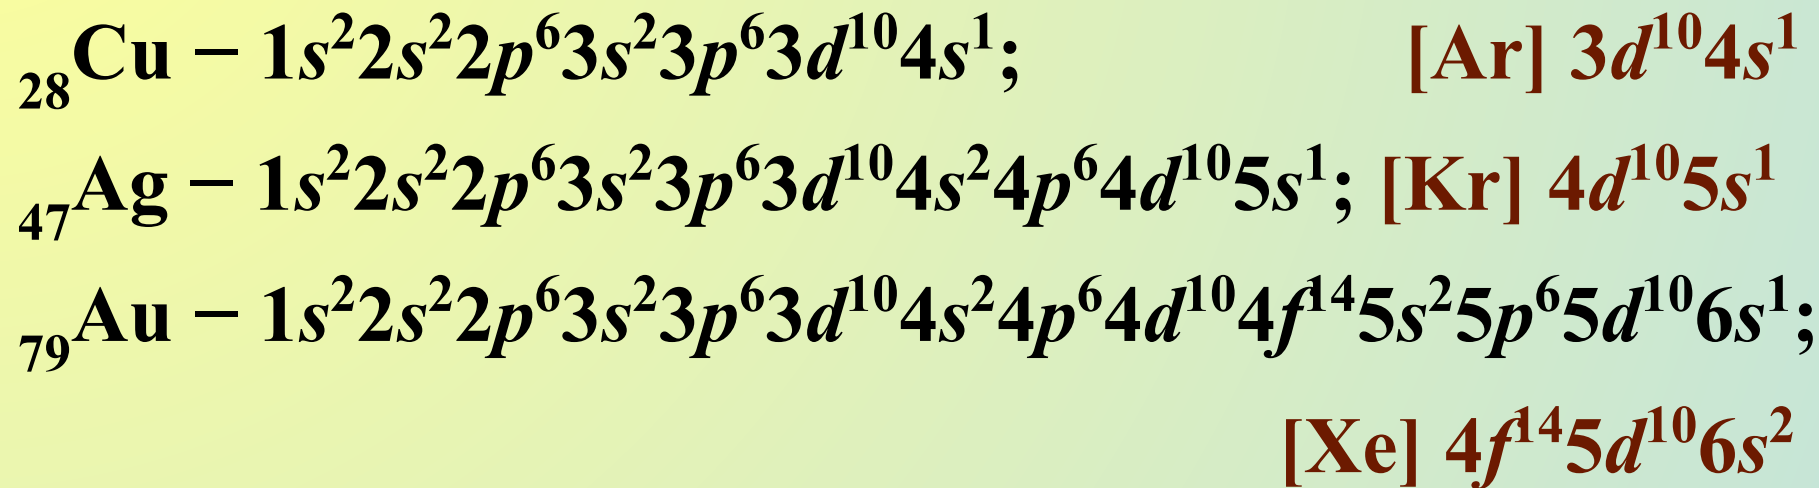 ₂₈Cu – 1s²2s²2p⁶3s²3p⁶3d¹⁰4s¹; [Ar] 3d¹⁰4s¹
₄₇Ag – 1s²2s²2p⁶3s²3p⁶3d¹⁰4s²4p⁶4d¹⁰5s¹; [Kr] 4d¹⁰5s¹
₇₉Au – 1s²2s²2p⁶3s²3p⁶3d¹⁰4s²4p⁶4d¹⁰4f¹⁴5s²5p⁶5d¹⁰6s¹;
[Xe] 4f¹⁴5d¹⁰6s²